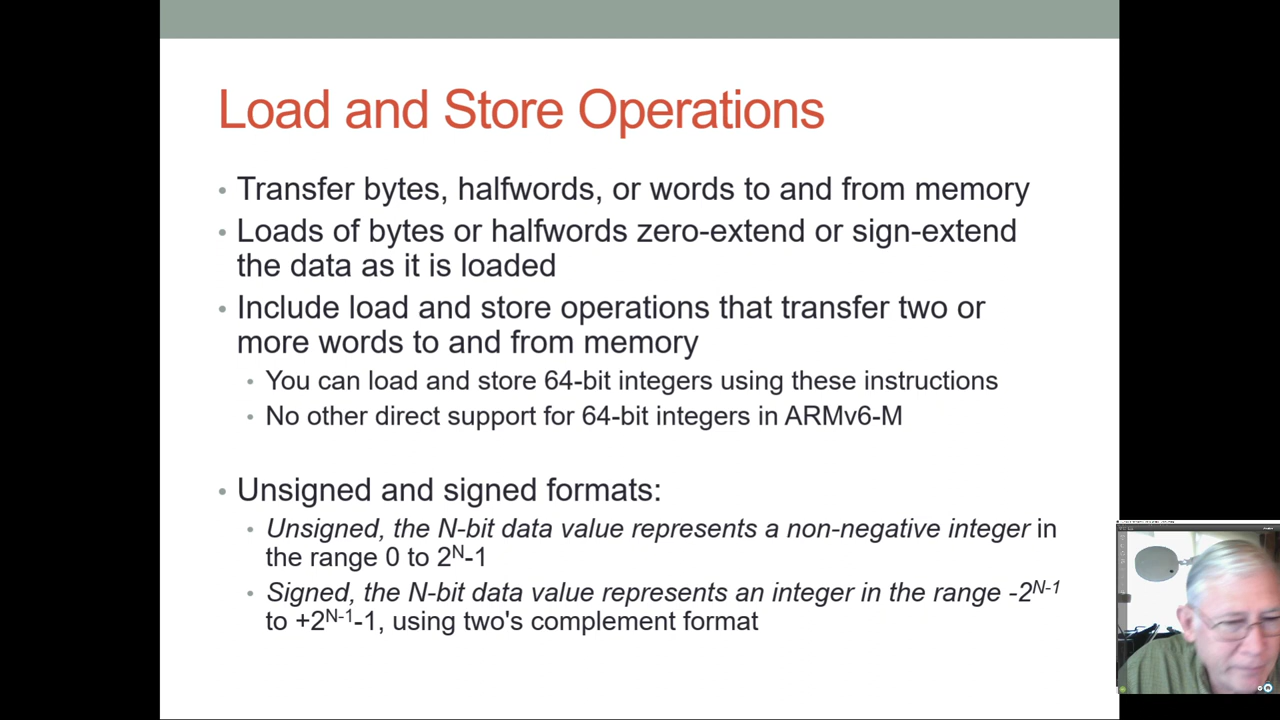 Load and Store Operations
• Transfer bytes, halfwords, or words to and from memory
• Loads of bytes or halfwords zero-extend or sign-extend
the data as it is loaded
• Include load and store operations that transfer two or
more words to and from memory
• You can load and store 64-bit integers using these instructions
• No other direct support for 64-bit integers in ARMv6-M
• Unsigned and signed formats:
• Unsigned, the N-bit data value represents a non-negative integer in
the range 0 to 2ᴺ-1
• Signed, the N-bit data value represents an integer in the range -2ᴺ⁻¹
to +2ᴺ⁻¹-1, using two's complement format